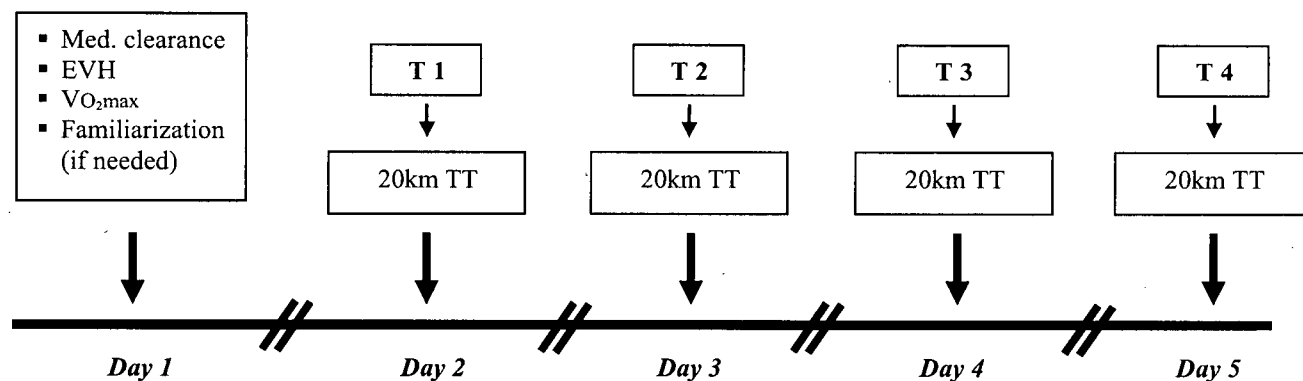 ▪ Med. clearance
▪ EVH
▪ VO₂max
▪ Familiarization
(if needed)
T 1
T 2
T 3
T 4
20km TT
20km TT
20km TT
20km TT
Day 1
Day 2
Day 3
Day 4
Day 5